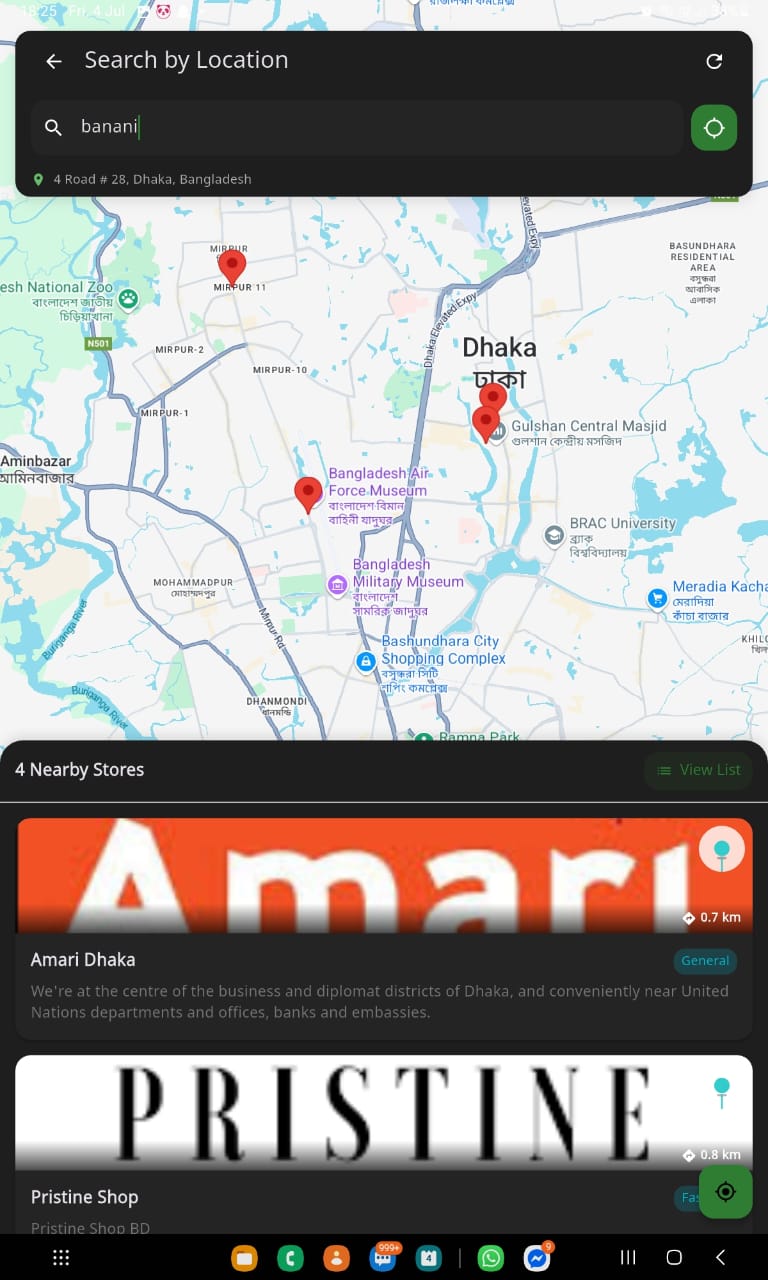 18:25 Fri, 4 Jul
রাজদক্ষিণ কমপ্লেক্স
Search by Location
banani
4 Road # 28, Dhaka, Bangladesh
Dhaka Elevated Expy
BASUNDHARA
RESIDENTIAL
AREA
বসুন্ধরা
আবাসিক
এলাকা
MIRPUR
MIRPUR 11
esh National Zoo
বাংলাদেশ জাতীয়
চিড়িয়াখানা
N501
MIRPUR-2
MIRPUR-10
MIRPUR-1
Dhaka
ঢাকা
Gulshan Central Masjid
গুলশান কেন্দ্রীয় মসজিদ
Aminbazar
আমিনবাজার
Bangladesh Air
Force Museum
বাংলাদেশ বিমান
বাহিনী যাদুঘর
BRAC University
ব্র্যাক
বিশ্ববিদ্যালয়
Bangladesh
Military Museum
বাংলাদেশ
সামরিক জাদুঘর
MOHAMMADPUR
মোহাম্মদপুর
Meradia Kacha
মেরাদিয়া
কাঁচা বাজার
Mirpur Rd
Buriganga River
Bashundhara City
Shopping Complex
বসুন্ধরা সিটি
শপিং কমপ্লেক্স
KHILG
খিল
Buriganga River
DHANMONDI
ধানমন্ডি
Ramna Park
4 Nearby Stores
View List
Amari
0.7 km
Amari Dhaka
General
We're at the centre of the business and diplomat districts of Dhaka, and conveniently near United
Nations departments and offices, banks and embassies.
PRISTINE
0.8 km
Pristine Shop
Fas
Pristine Shop BD
999+
4
9